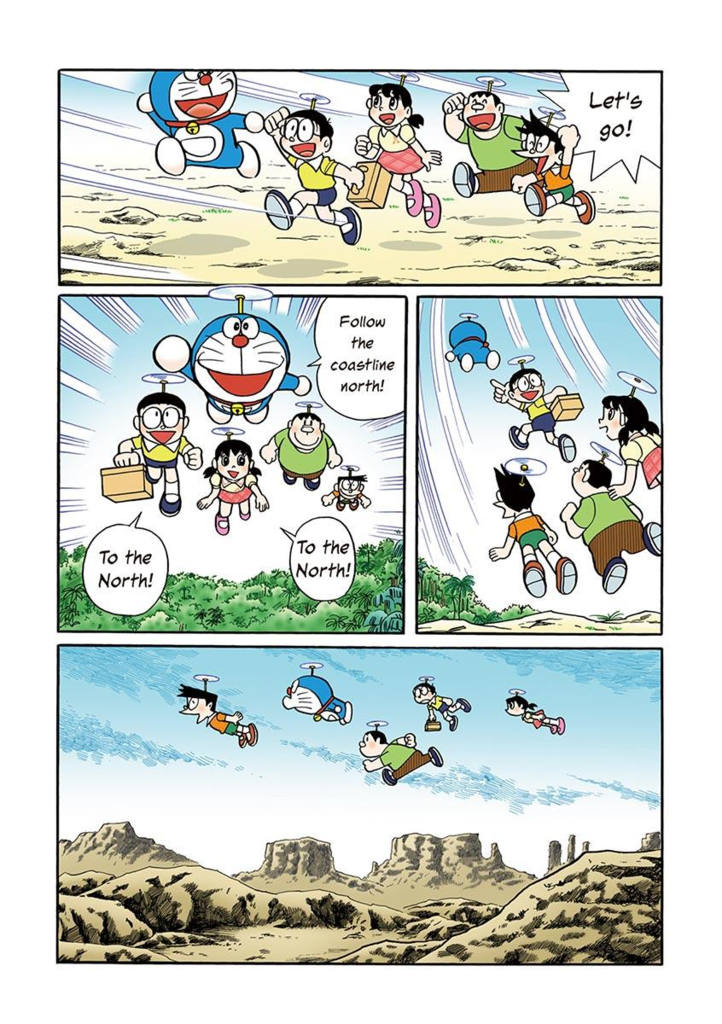 Let's
go!
Follow
the
coastline
north!
To the
North!
To the
North!